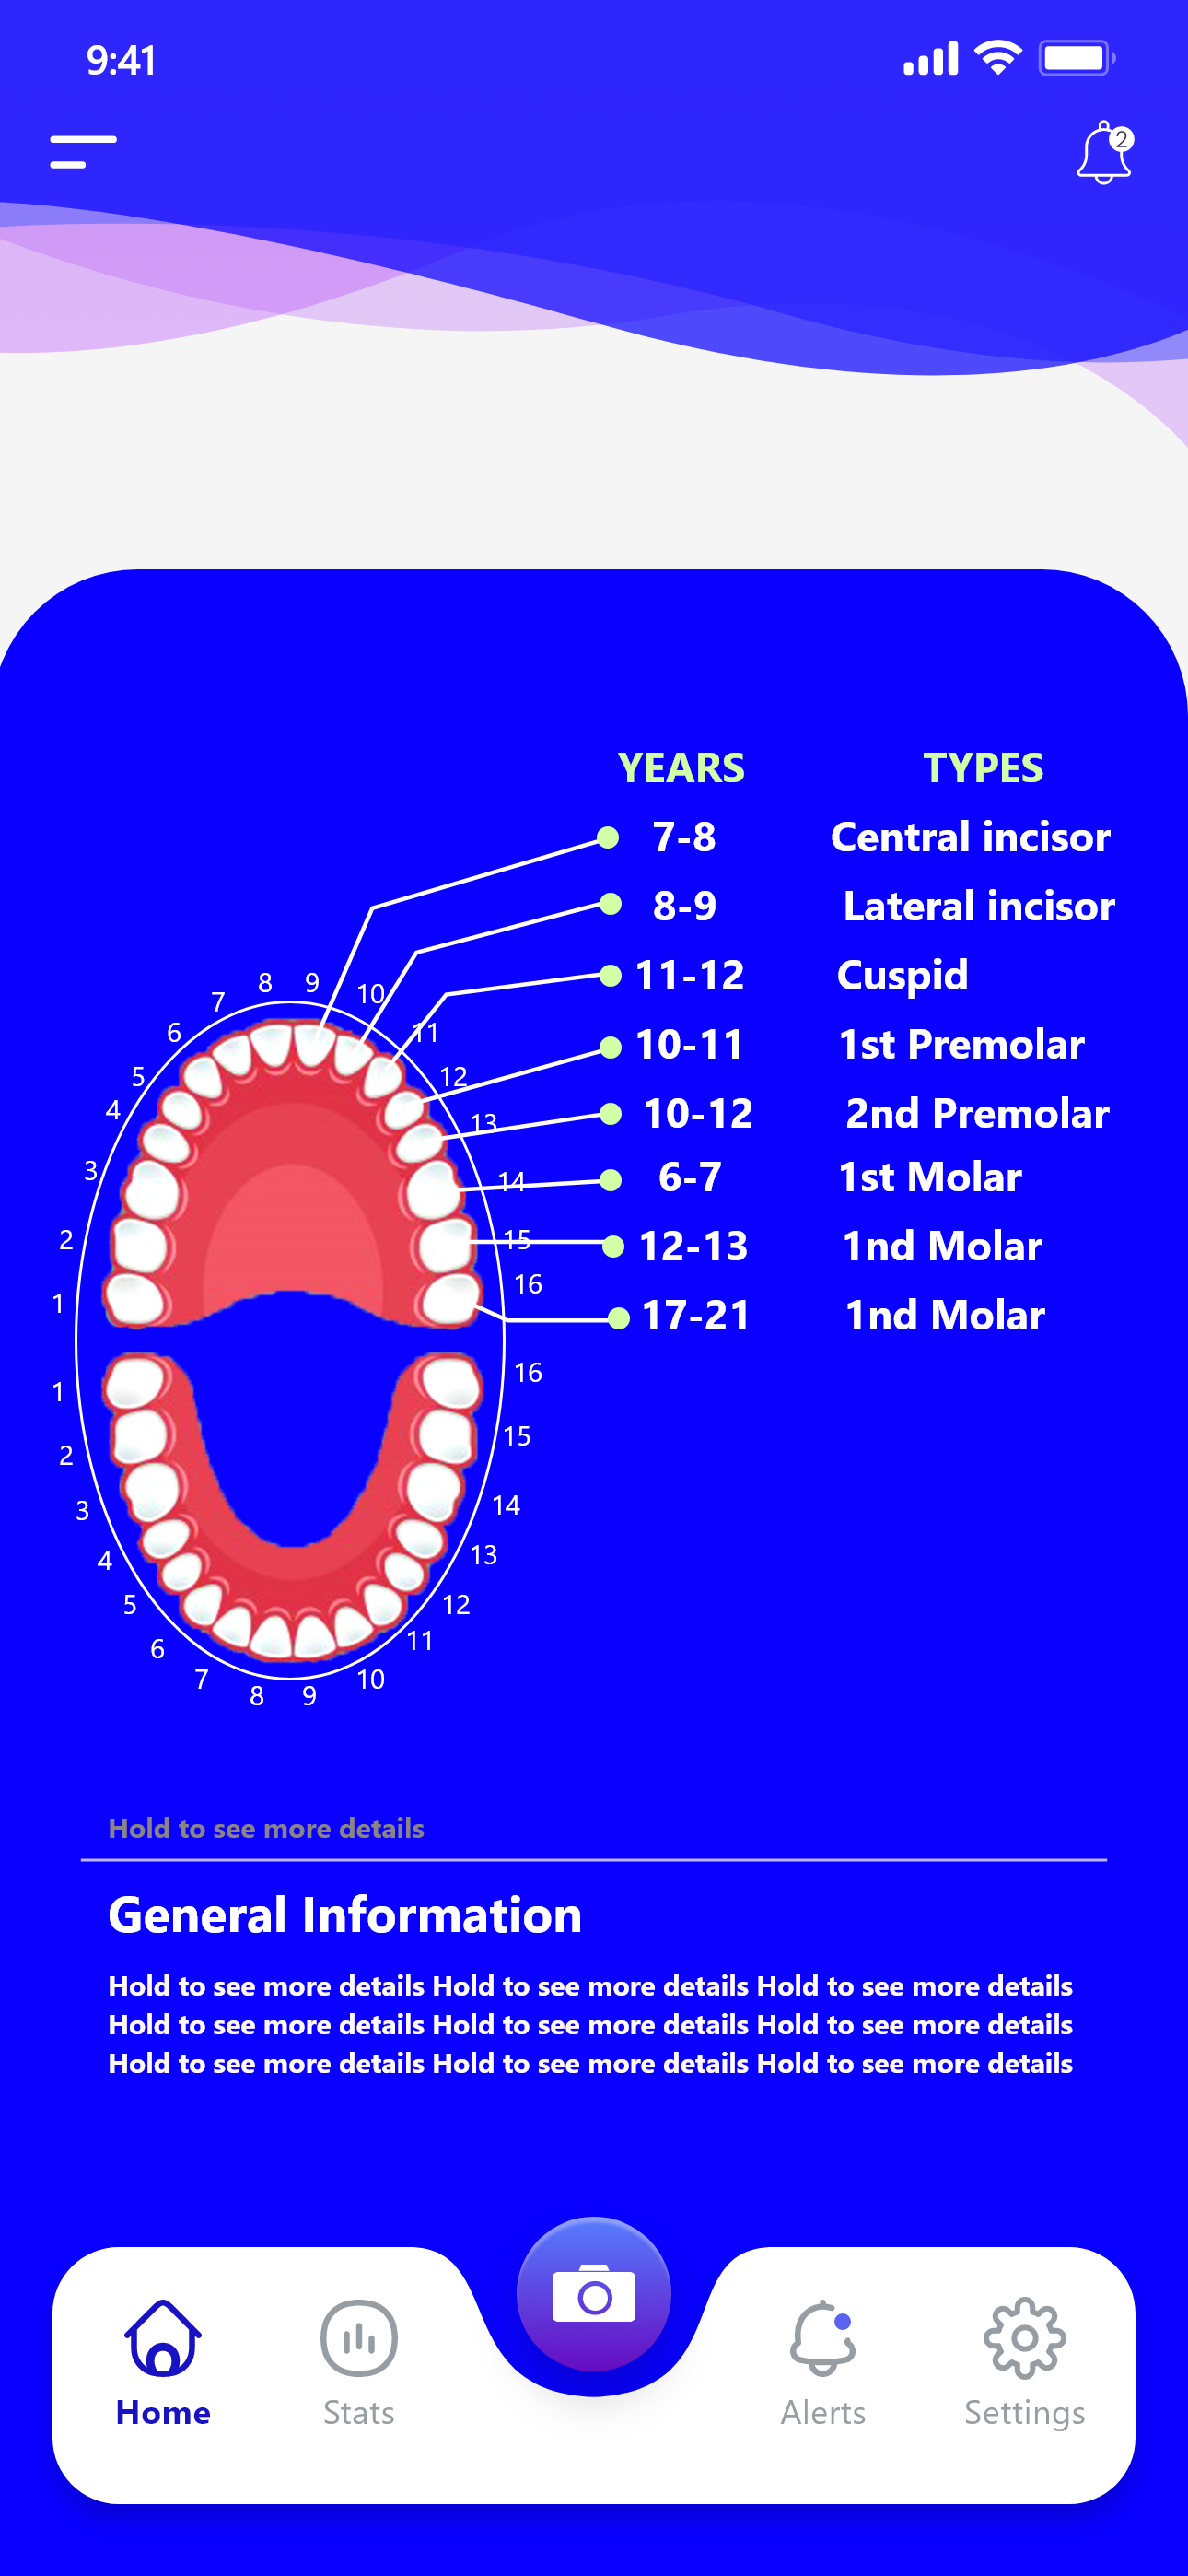 9:41
2
YEARS TYPES
7-8 Central incisor
8-9 Lateral incisor
11-12 Cuspid
10-11 1st Premolar
10-12 2nd Premolar
6-7 1st Molar
12-13 1nd Molar
17-21 1nd Molar
8 9
7 10
6 11
5 12
4 13
3 14
2 15
1 16
1 16
2 15
3 14
4 13
5 12
6 11
7 10
8 9
Hold to see more details
General Information
Hold to see more details Hold to see more details Hold to see more details
Hold to see more details Hold to see more details Hold to see more details
Hold to see more details Hold to see more details Hold to see more details
Home Stats Alerts Settings